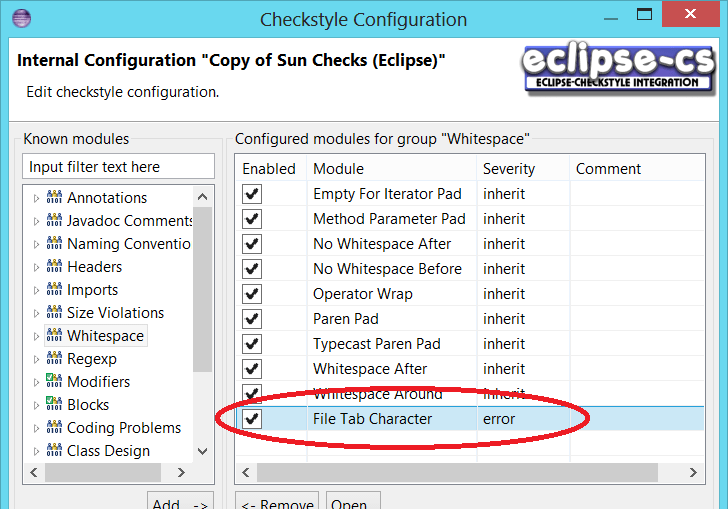 Checkstyle Configuration
Internal Configuration "Copy of Sun Checks (Eclipse)"
Edit checkstyle configuration.
eclipse-cs
ECLIPSE-CHECKSTYLE INTEGRATION
Known modules
Input filter text here
Annotations
Javadoc Comments
Naming Conventio
Headers
Imports
Size Violations
Whitespace
Regexp
Modifiers
Blocks
Coding Problems
Class Design
Add... ->
Configured modules for group "Whitespace"
Enabled Module Severity Comment
Empty For Iterator Pad inherit
Method Parameter Pad inherit
No Whitespace After inherit
No Whitespace Before inherit
Operator Wrap inherit
Paren Pad inherit
Typecast Paren Pad inherit
Whitespace After inherit
Whitespace Around inherit
File Tab Character error
<- Remove Open...